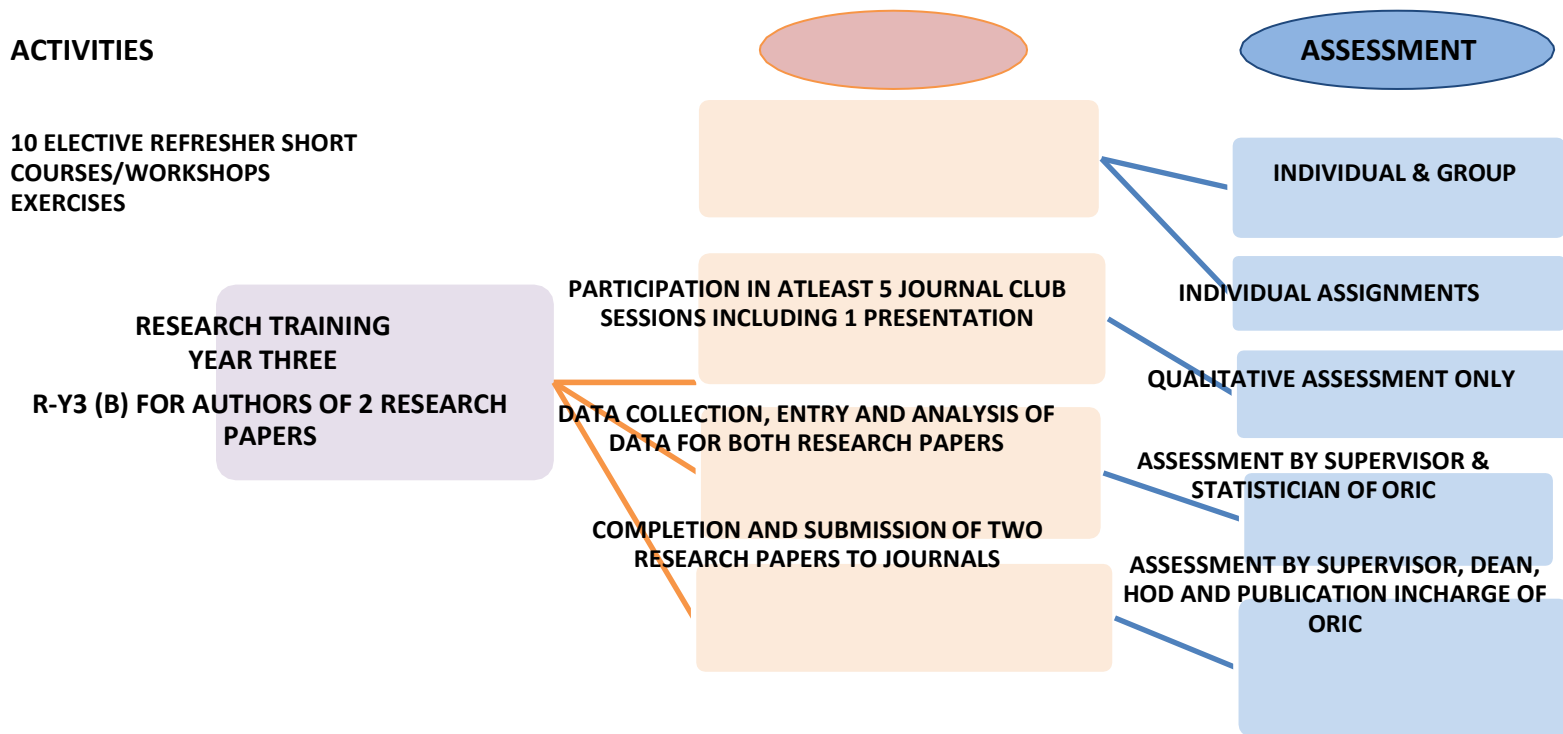 ACTIVITIES
ASSESSMENT
10 ELECTIVE REFRESHER SHORT
COURSES/WORKSHOPS
EXERCISES
INDIVIDUAL & GROUP
INDIVIDUAL ASSIGNMENTS
RESEARCH TRAINING
YEAR THREE
R-Y3 (B) FOR AUTHORS OF 2 RESEARCH
PAPERS
PARTICIPATION IN ATLEAST 5 JOURNAL CLUB
SESSIONS INCLUDING 1 PRESENTATION
QUALITATIVE ASSESSMENT ONLY
DATA COLLECTION, ENTRY AND ANALYSIS OF
DATA FOR BOTH RESEARCH PAPERS
ASSESSMENT BY SUPERVISOR &
STATISTICIAN OF ORIC
COMPLETION AND SUBMISSION OF TWO
RESEARCH PAPERS TO JOURNALS
ASSESSMENT BY SUPERVISOR, DEAN,
HOD AND PUBLICATION INCHARGE OF
ORIC